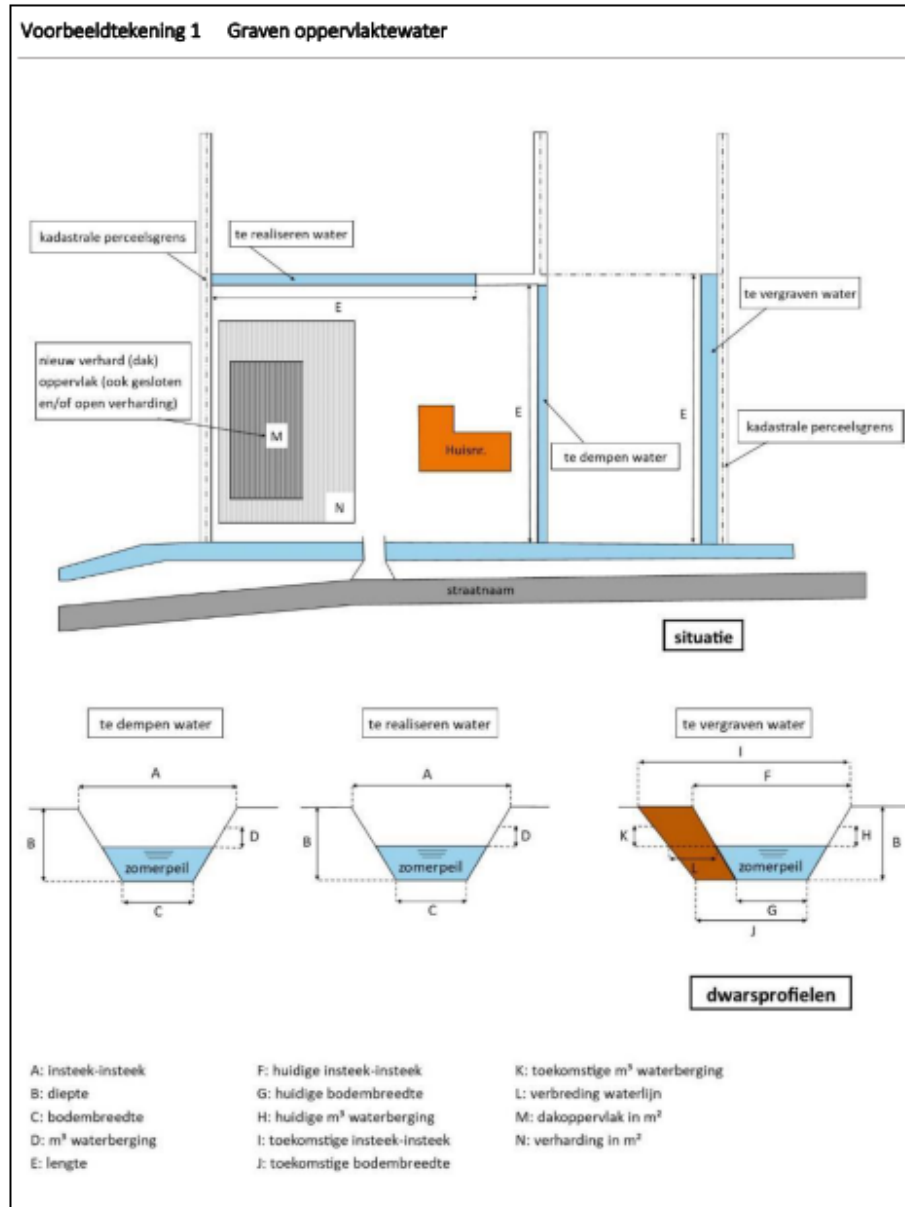 Voorbeeldtekening 1 Graven oppervlaktewater
kadastrale perceelsgrens
te realiseren water
E
te vergraven water
nieuw verhard (dak)
oppervlak (ook gesloten
en/of open verharding)
M
N
Huisnr.
E
te dempen water
E
kadastrale perceelsgrens
straatnaam
situatie
te dempen water
A
B
D
zomerpeil
C
te realiseren water
A
B
D
zomerpeil
C
te vergraven water
I
F
K
H
B
L
zomerpeil
G
J
dwarsprofielen
A: insteek-insteek
B: diepte
C: bodembreedte
D: m³ waterberging
E: lengte
F: huidige insteek-insteek
G: huidige bodembreedte
H: huidige m³ waterberging
I: toekomstige insteek-insteek
J: toekomstige bodembreedte
K: toekomstige m³ waterberging
L: verbreding waterlijn
M: dakoppervlak in m²
N: verharding in m²